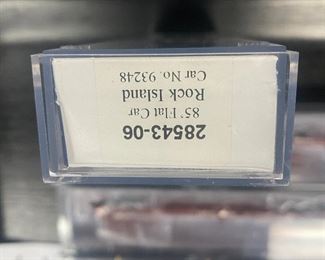 28543-06
85' Flat Car
Rock Island
Car No. 93248